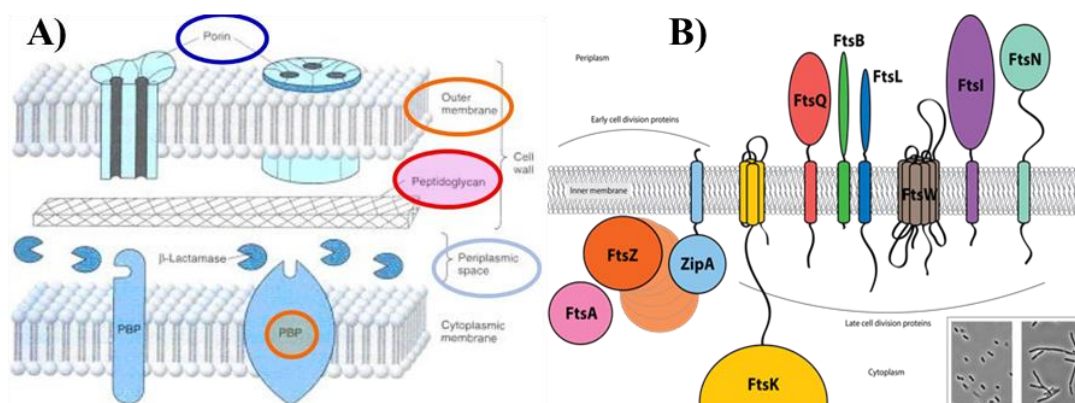 A)
Porin
Outer
membrane
Cell
wall
Peptidoglycan
β-Lactamase
Periplasmic
space
PBP
PBP
Cytoplasmic
membrane
B)
Periplasm
Early cell division proteins
Inner membrane
FtsQ
FtsB
FtsL
FtsW
FtsI
FtsN
FtsZ
ZipA
FtsA
FtsK
Late cell division proteins
Cytoplasm